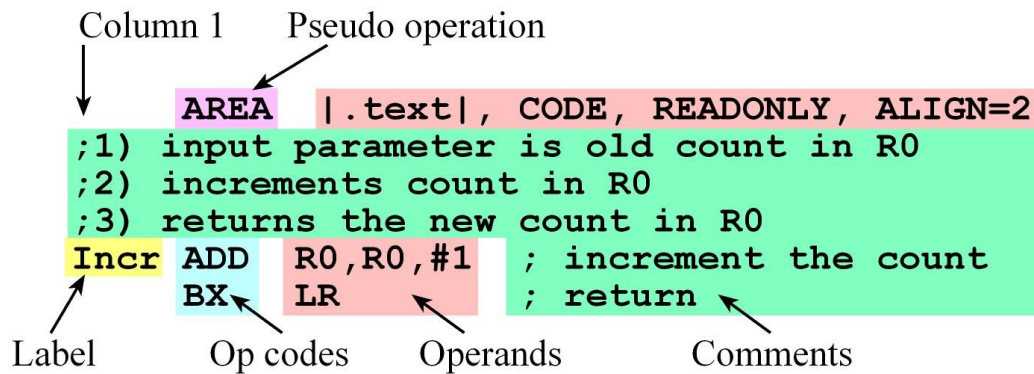 Column 1 Pseudo operation
AREA |.text|, CODE, READONLY, ALIGN=2
;1) input parameter is old count in R0
;2) increments count in R0
;3) returns the new count in R0
Incr ADD R0,R0,#1 ; increment the count
BX LR ; return
Label Op codes Operands Comments